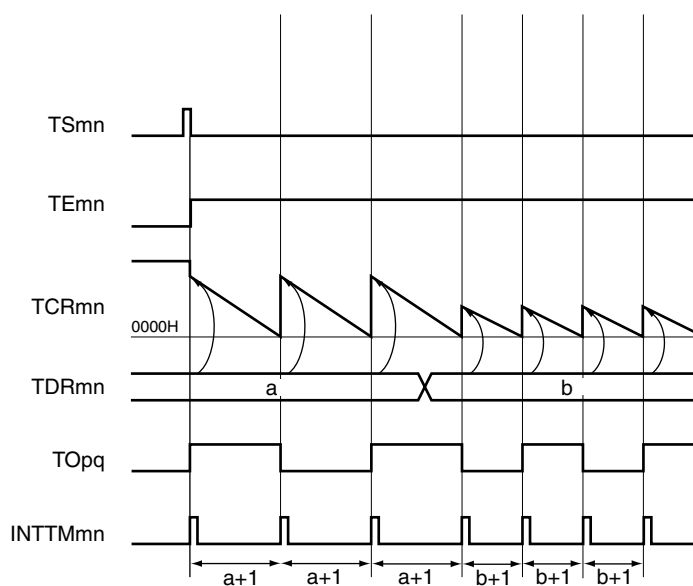 TSmn
TEmn
TCRmn
0000H
TDRmn
a
b
TOpq
INTTMmn
a+1 a+1 a+1 b+1 b+1 b+1